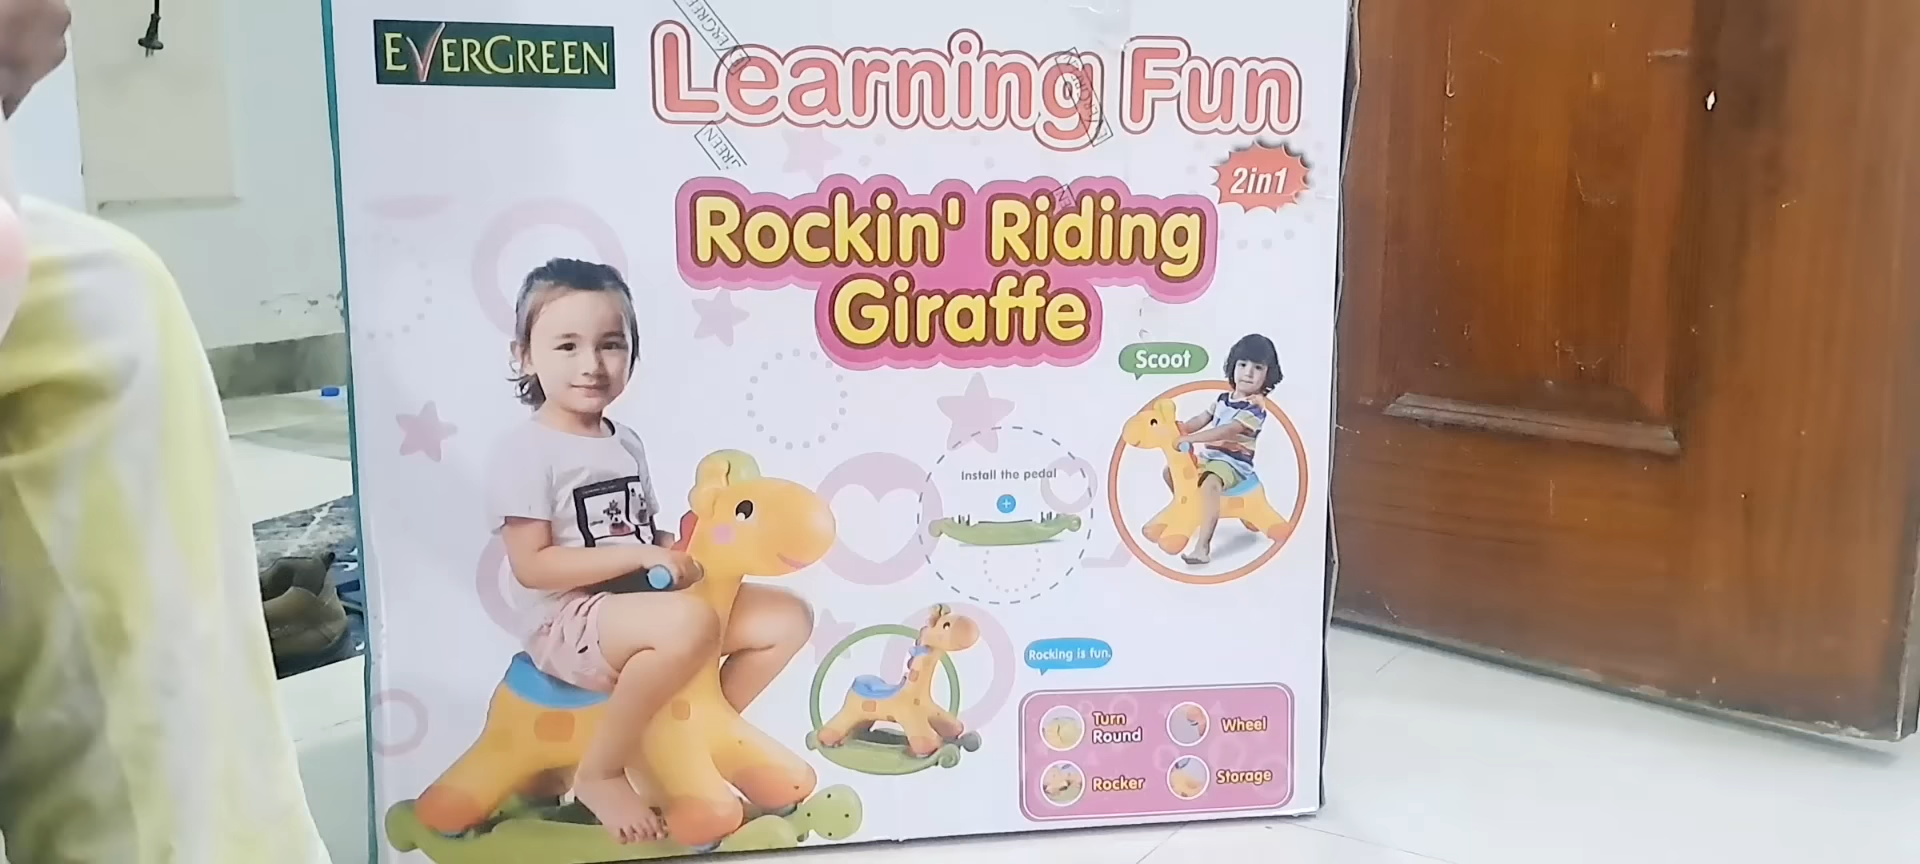 EVERGREEN
Learning Fun
2in1
Rockin' Riding
Giraffe
Scoot
Install the pedal
Rocking is fun.
Turn
Round
Wheel
Rocker
Storage